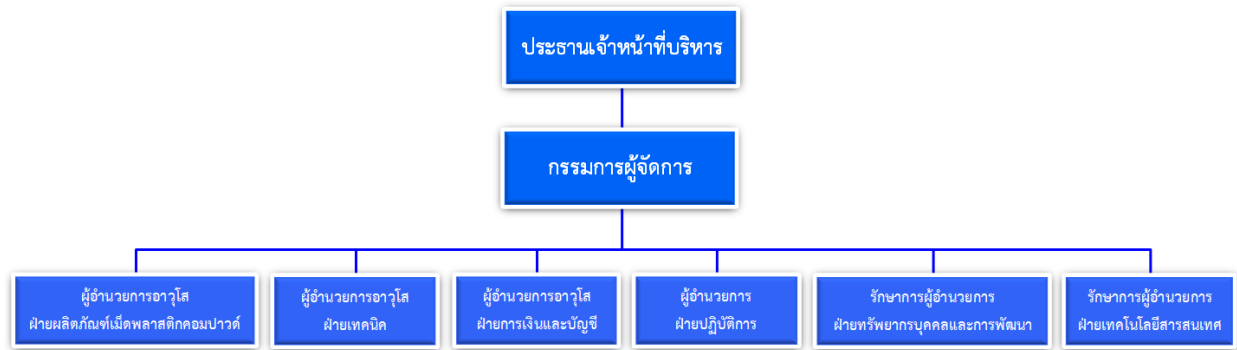 ประธานเจ้าหน้าที่บริหาร
กรรมการผู้จัดการ
ผู้อำนวยการอาวุโส
ฝ่ายผลิตภัณฑ์เม็ดพลาสติกคอมปาวด์
ผู้อำนวยการอาวุโส
ฝ่ายเทคนิค
ผู้อำนวยการอาวุโส
ฝ่ายการเงินและบัญชี
ผู้อำนวยการ
ฝ่ายปฏิบัติการ
รักษาการผู้อำนวยการ
ฝ่ายทรัพยากรบุคคลและการพัฒนา
รักษาการผู้อำนวยการ
ฝ่ายเทคโนโลยีสารสนเทศ